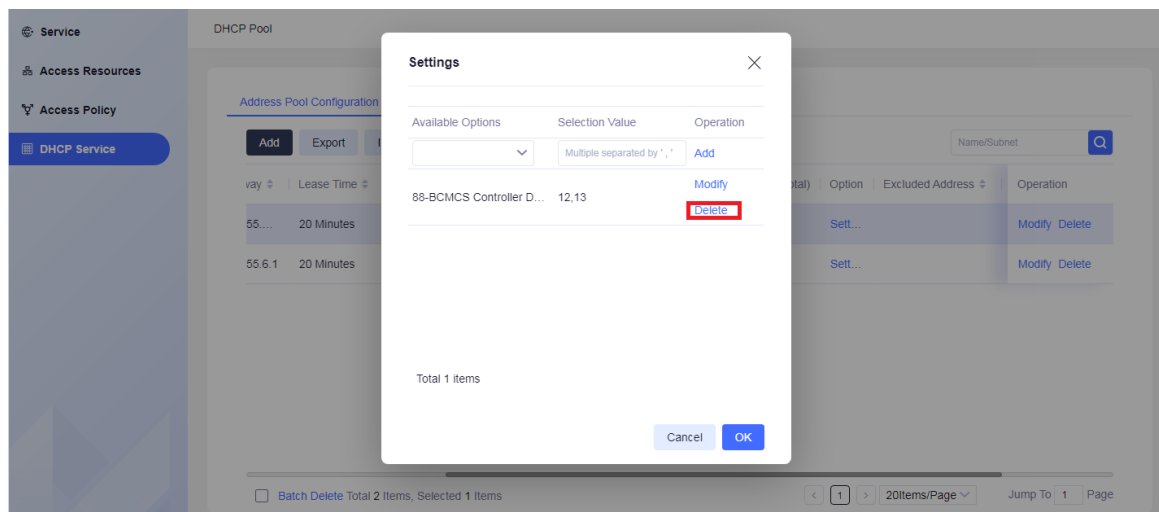 Service
DHCP Pool
Access Resources
Access Policy
DHCP Service
Address Pool Configuration
Add Export
Name/Subnet
Lease Time Option Excluded Address Operation
55.... 20 Minutes Sett... Modify Delete
55.6.1 20 Minutes Sett... Modify Delete
Settings
Available Options Selection Value Operation
Multiple separated by ' , ' Add
88-BCMCS Controller D... 12,13 Modify
Delete
Total 1 items
Cancel OK
Batch Delete Total 2 Items, Selected 1 Items
1 20Items/Page Jump To 1 Page